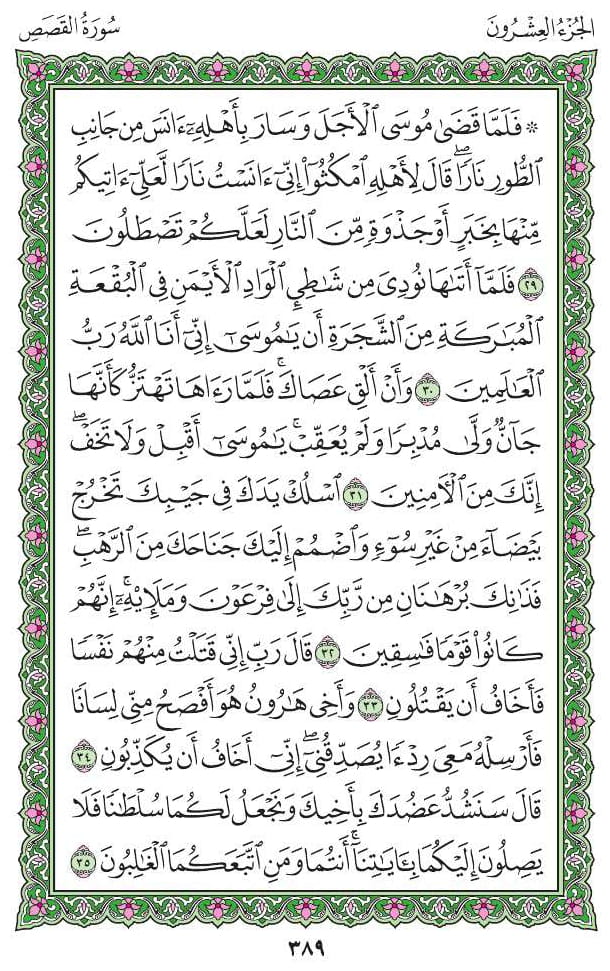 الجُزْءُ العِشْرُونَ
سُورَةُ القَصَصِ
۞ فَلَمَّا قَضَىٰ مُوسَى ٱلْأَجَلَ وَسَارَ بِأَهْلِهِۦٓ ءَانَسَ مِن جَانِبِ
ٱلطُّورِ نَارًاۖ قَالَ لِأَهْلِهِ ٱمْكُثُوٓا۟ إِنِّىٓ ءَانَسْتُ نَارًا لَّعَلِّىٓ ءَاتِيكُم
مِّنْهَا بِخَبَرٍ أَوْ جَذْوَةٍ مِّنَ ٱلنَّارِ لَعَلَّكُمْ تَصْطَلُونَ
٢٩ فَلَمَّآ أَتَىٰهَا نُودِىَ مِن شَـٰطِئِ ٱلْوَادِ ٱلْأَيْمَنِ فِى ٱلْبُقْعَةِ
ٱلْمُبَـٰرَكَةِ مِنَ ٱلشَّجَرَةِ أَن يَـٰمُوسَىٰٓ إِنِّىٓ أَنَا ٱللَّهُ رَبُّ
ٱلْعَـٰلَمِينَ ٣٠ وَأَنْ أَلْقِ عَصَاكَۚ فَلَمَّا رَءَاهَا تَهْتَزُّ كَأَنَّهَا
جَآنٌّ وَلَّىٰ مُدْبِرًا وَلَمْ يُعَقِّبْۚ يَـٰمُوسَىٰٓ أَقْبِلْ وَلَا تَخَفْۖ
إِنَّكَ مِنَ ٱلْـَٔامِنِينَ ٣١ ٱسْلُكْ يَدَكَ فِى جَيْبِكَ تَخْرُجْ
بَيْضَآءَ مِنْ غَيْرِ سُوٓءٍ وَٱضْمُمْ إِلَيْكَ جَنَاحَكَ مِنَ ٱلرَّهْبِۖ
فَذَٰنِكَ بُرْهَـٰنَانِ مِن رَّبِّكَ إِلَىٰ فِرْعَوْنَ وَمَلَإِي۟هِۦٓۚ إِنَّهُمْ
كَانُوا۟ قَوْمًا فَـٰسِقِينَ ٣٢ قَالَ رَبِّ إِنِّى قَتَلْتُ مِنْهُمْ نَفْسًا
فَأَخَافُ أَن يَقْتُلُونِ ٣٣ وَأَخِى هَـٰرُونُ هُوَ أَفْصَحُ مِنِّى لِسَانًا
فَأَرْسِلْهُ مَعِىَ رِدْءًا يُصَدِّقُنِىٓۖ إِنِّىٓ أَخَافُ أَن يُكَذِّبُونِ ٣٤
قَالَ سَنَشُدُّ عَضُدَكَ بِأَخِيكَ وَنَجْعَلُ لَكُمَا سُلْطَـٰنًا فَلَا
يَصِلُونَ إِلَيْكُمَا بِـَٔايَـٰتِنَآۚ أَنتُمَا وَمَنِ ٱتَّبَعَكُمَا ٱلْغَـٰلِبُونَ ٣٥
٣٨٩